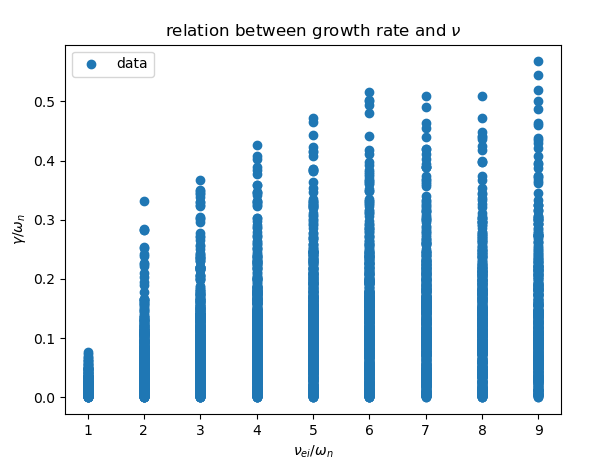 relation between growth rate and ν
data
γ/ωₙ
0.5
0.4
0.3
0.2
0.1
0.0
1 2 3 4 5 6 7 8 9
νₑᵢ/ωₙ